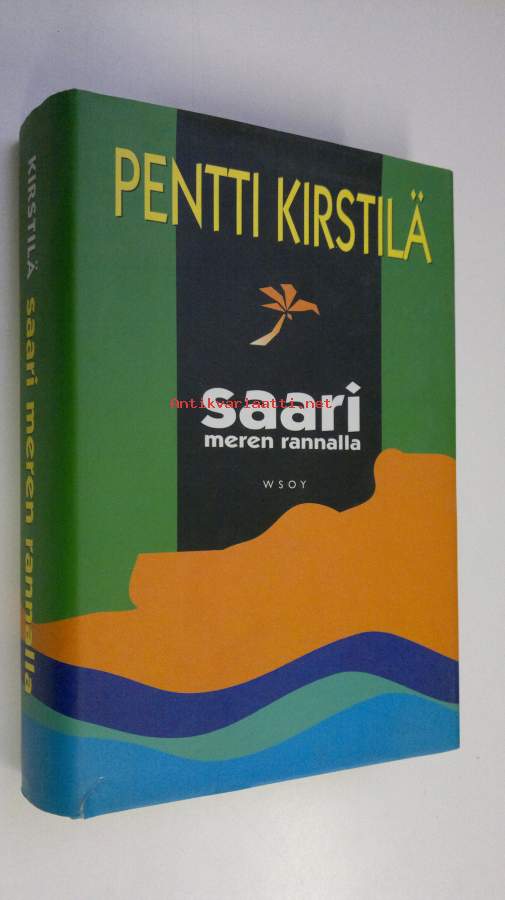 PENTTI KIRSTILÄ
saari
Antikvariaatti.net
meren rannalla
WSOY
KIRSTILÄ saari meren rannalla